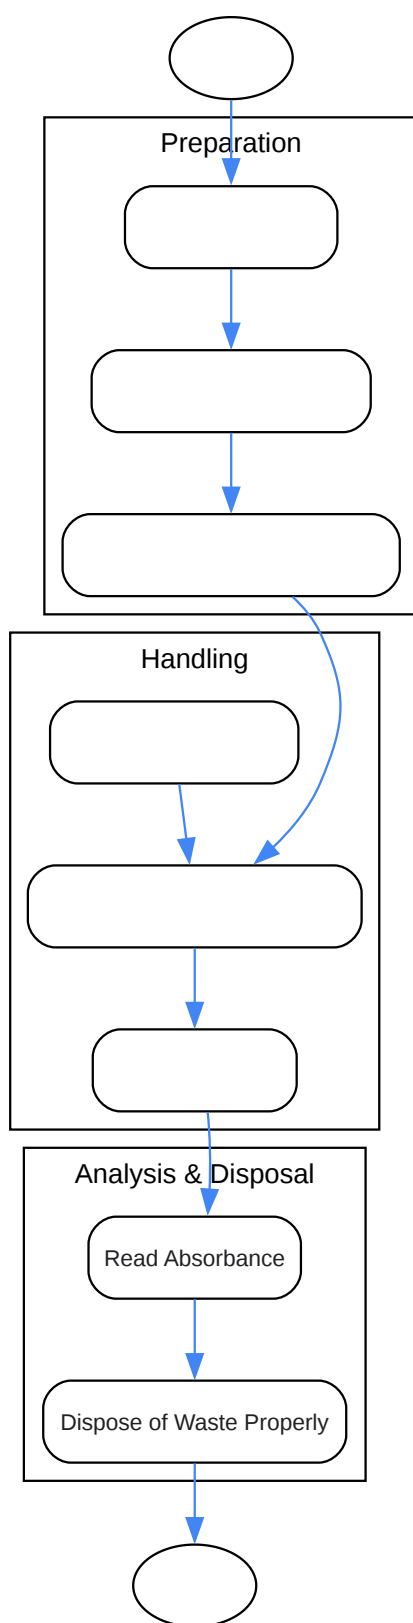 Preparation
Handling
Analysis & Disposal
Read Absorbance
Dispose of Waste Properly